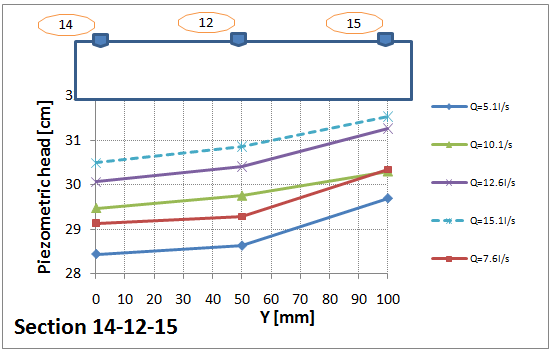 14
12
15
3
31
30
29
28
Piezometric head [cm]
0
10
20
30
40
50
60
70
80
90
100
Y [mm]
Section 14-12-15
Q=5.1l/s
Q=10.1/s
Q=12.6l/s
Q=15.1l/s
Q=7.6l/s